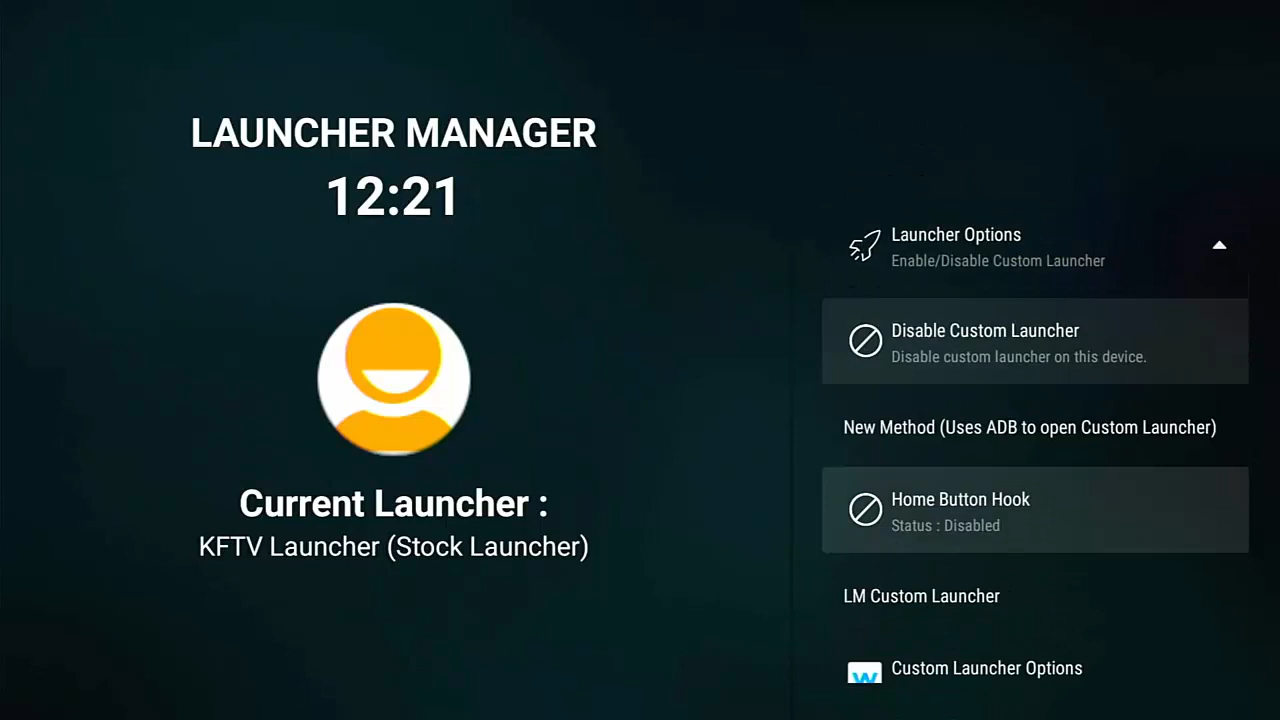 LAUNCHER MANAGER
12:21
Current Launcher :
KFTV Launcher (Stock Launcher)
Launcher Options
Enable/Disable Custom Launcher
Disable Custom Launcher
Disable custom launcher on this device.
New Method (Uses ADB to open Custom Launcher)
Home Button Hook
Status : Disabled
LM Custom Launcher
W
Custom Launcher Options